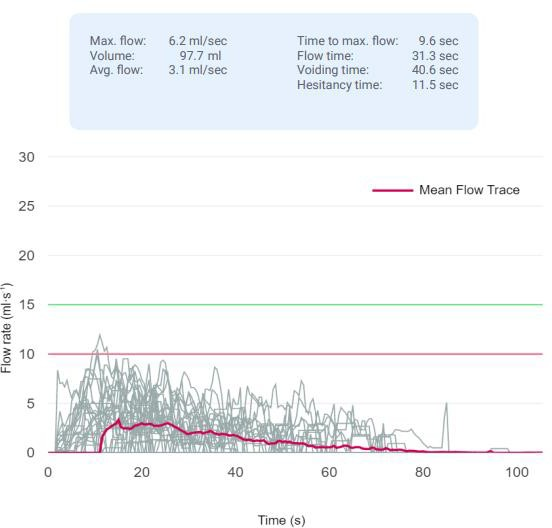 Max. flow: 6.2 ml/sec
Volume: 97.7 ml
Avg. flow: 3.1 ml/sec
Time to max. flow: 9.6 sec
Flow time: 31.3 sec
Voiding time: 40.6 sec
Hesitancy time: 11.5 sec
30
25
20
15
10
5
0
Flow rate (ml·s⁻¹)
Mean Flow Trace
0 20 40 60 80 100
Time (s)